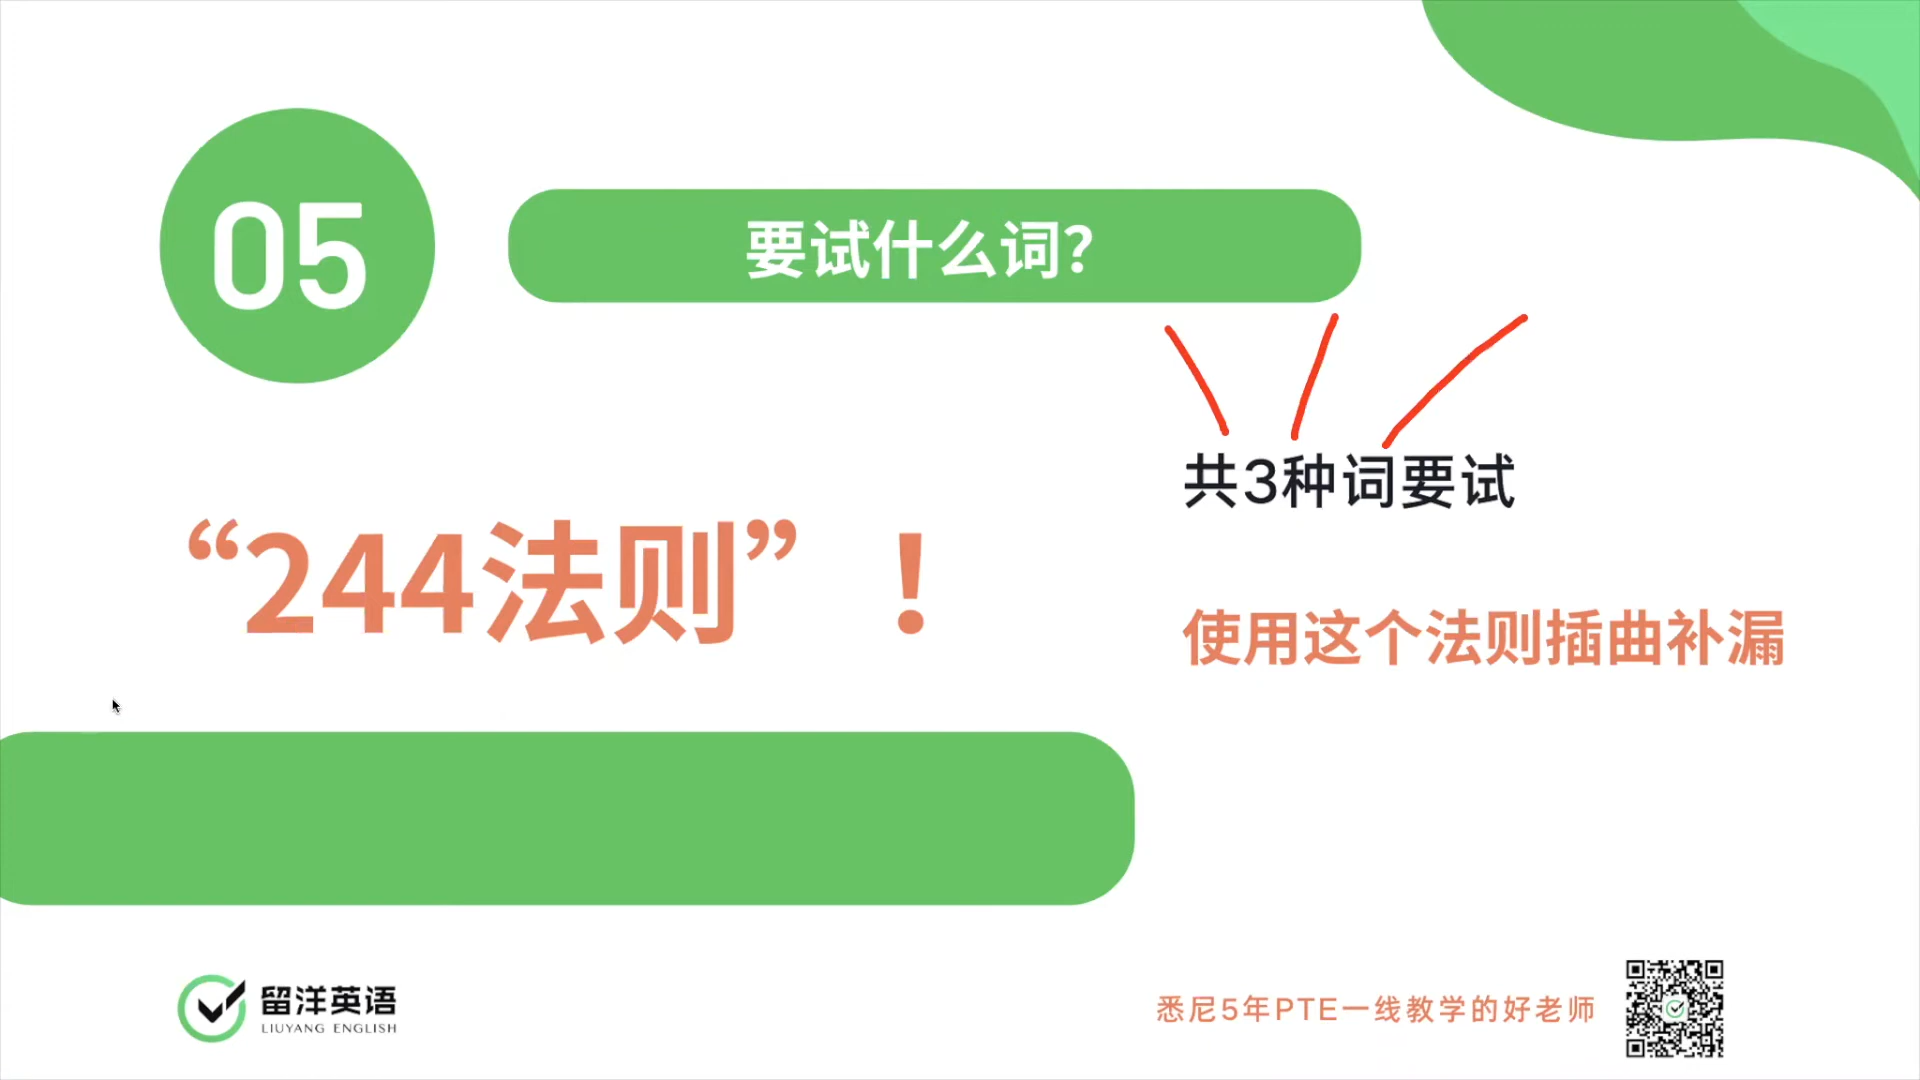 05
要试什么词?
共3种词要试
“244法则” !
使用这个法则插曲补漏
留洋英语
LIUYANG ENGLISH
悉尼5年PTE一线教学的好老师